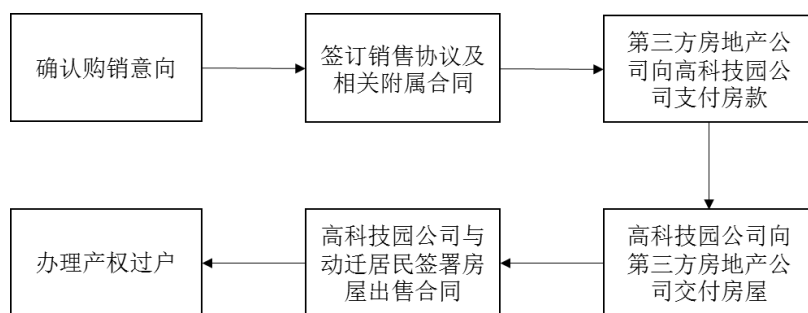 确认购销意向
签订销售协议及
相关附属合同
第三方房地产公
司向高科技园公
司支付房款
高科技园公司向
第三方房地产公
司交付房屋
高科技园公司与
动迁居民签署房
屋出售合同
办理产权过户